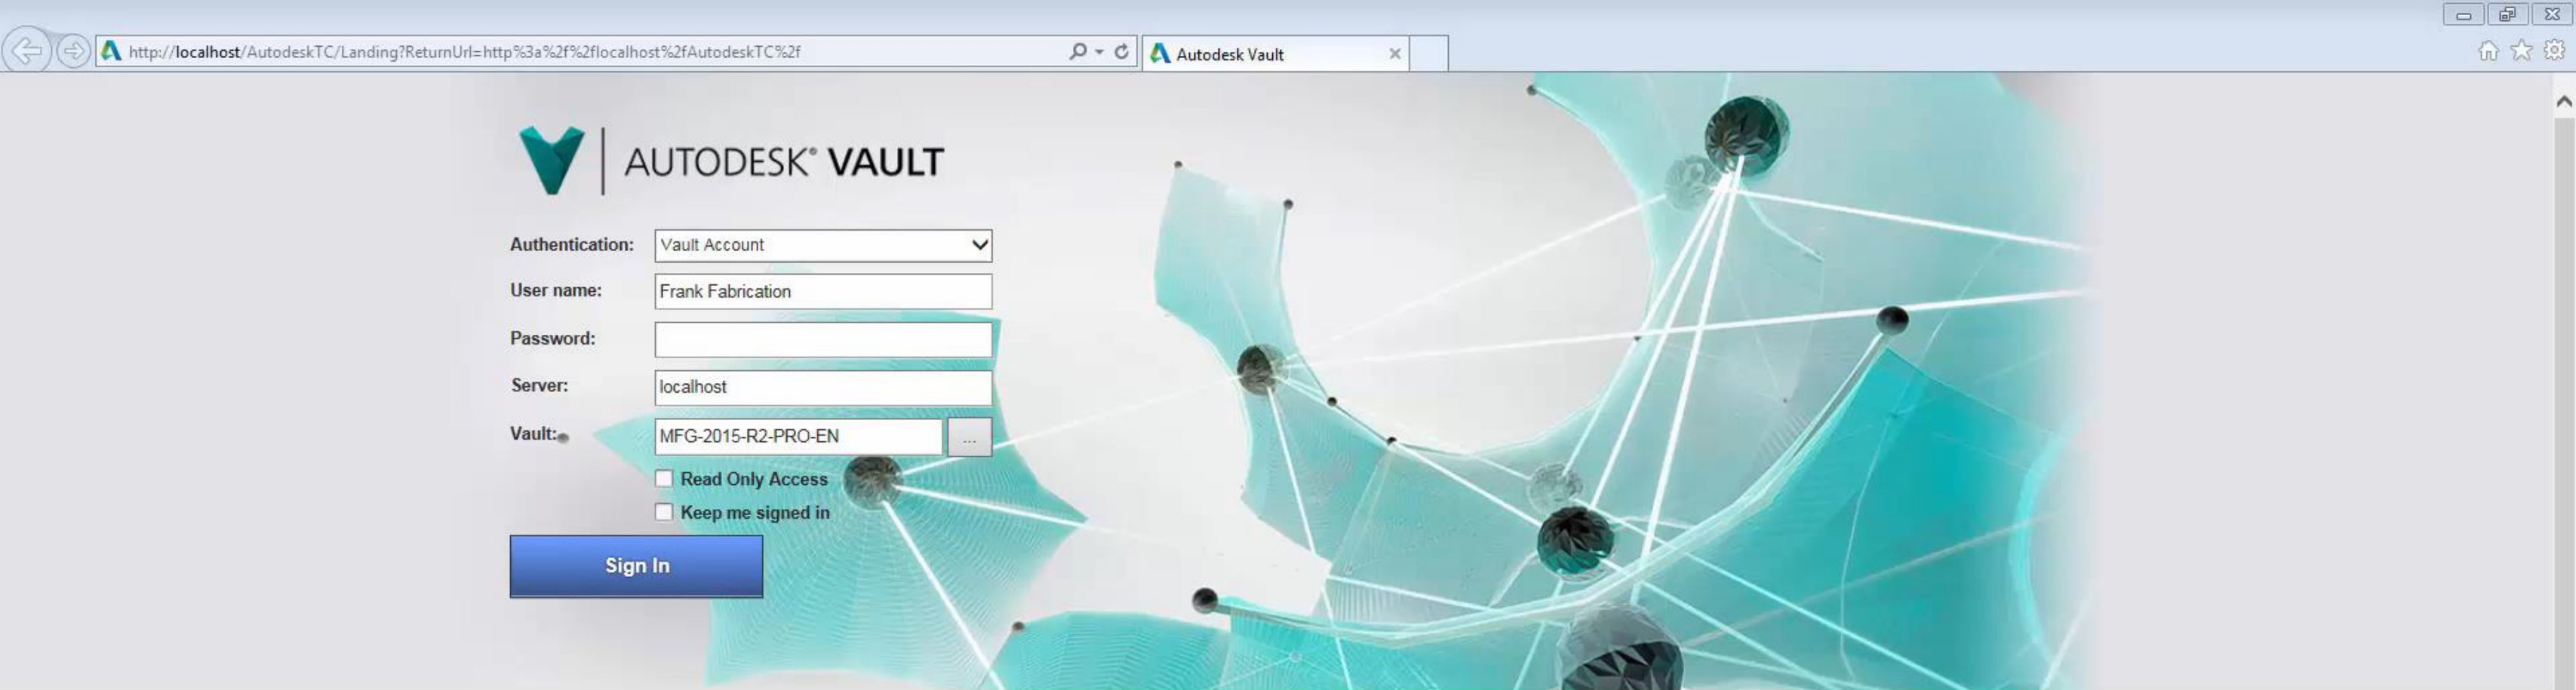 http://localhost/AutodeskTC/Landing?ReturnUrl=http%3a%2f%2flocalhost%2fAutodeskTC%2f
Autodesk Vault
AUTODESK® VAULT
Authentication: Vault Account
User name: Frank Fabrication
Password:
Server: localhost
Vault: MFG-2015-R2-PRO-EN ...
Read Only Access
Keep me signed in
Sign In